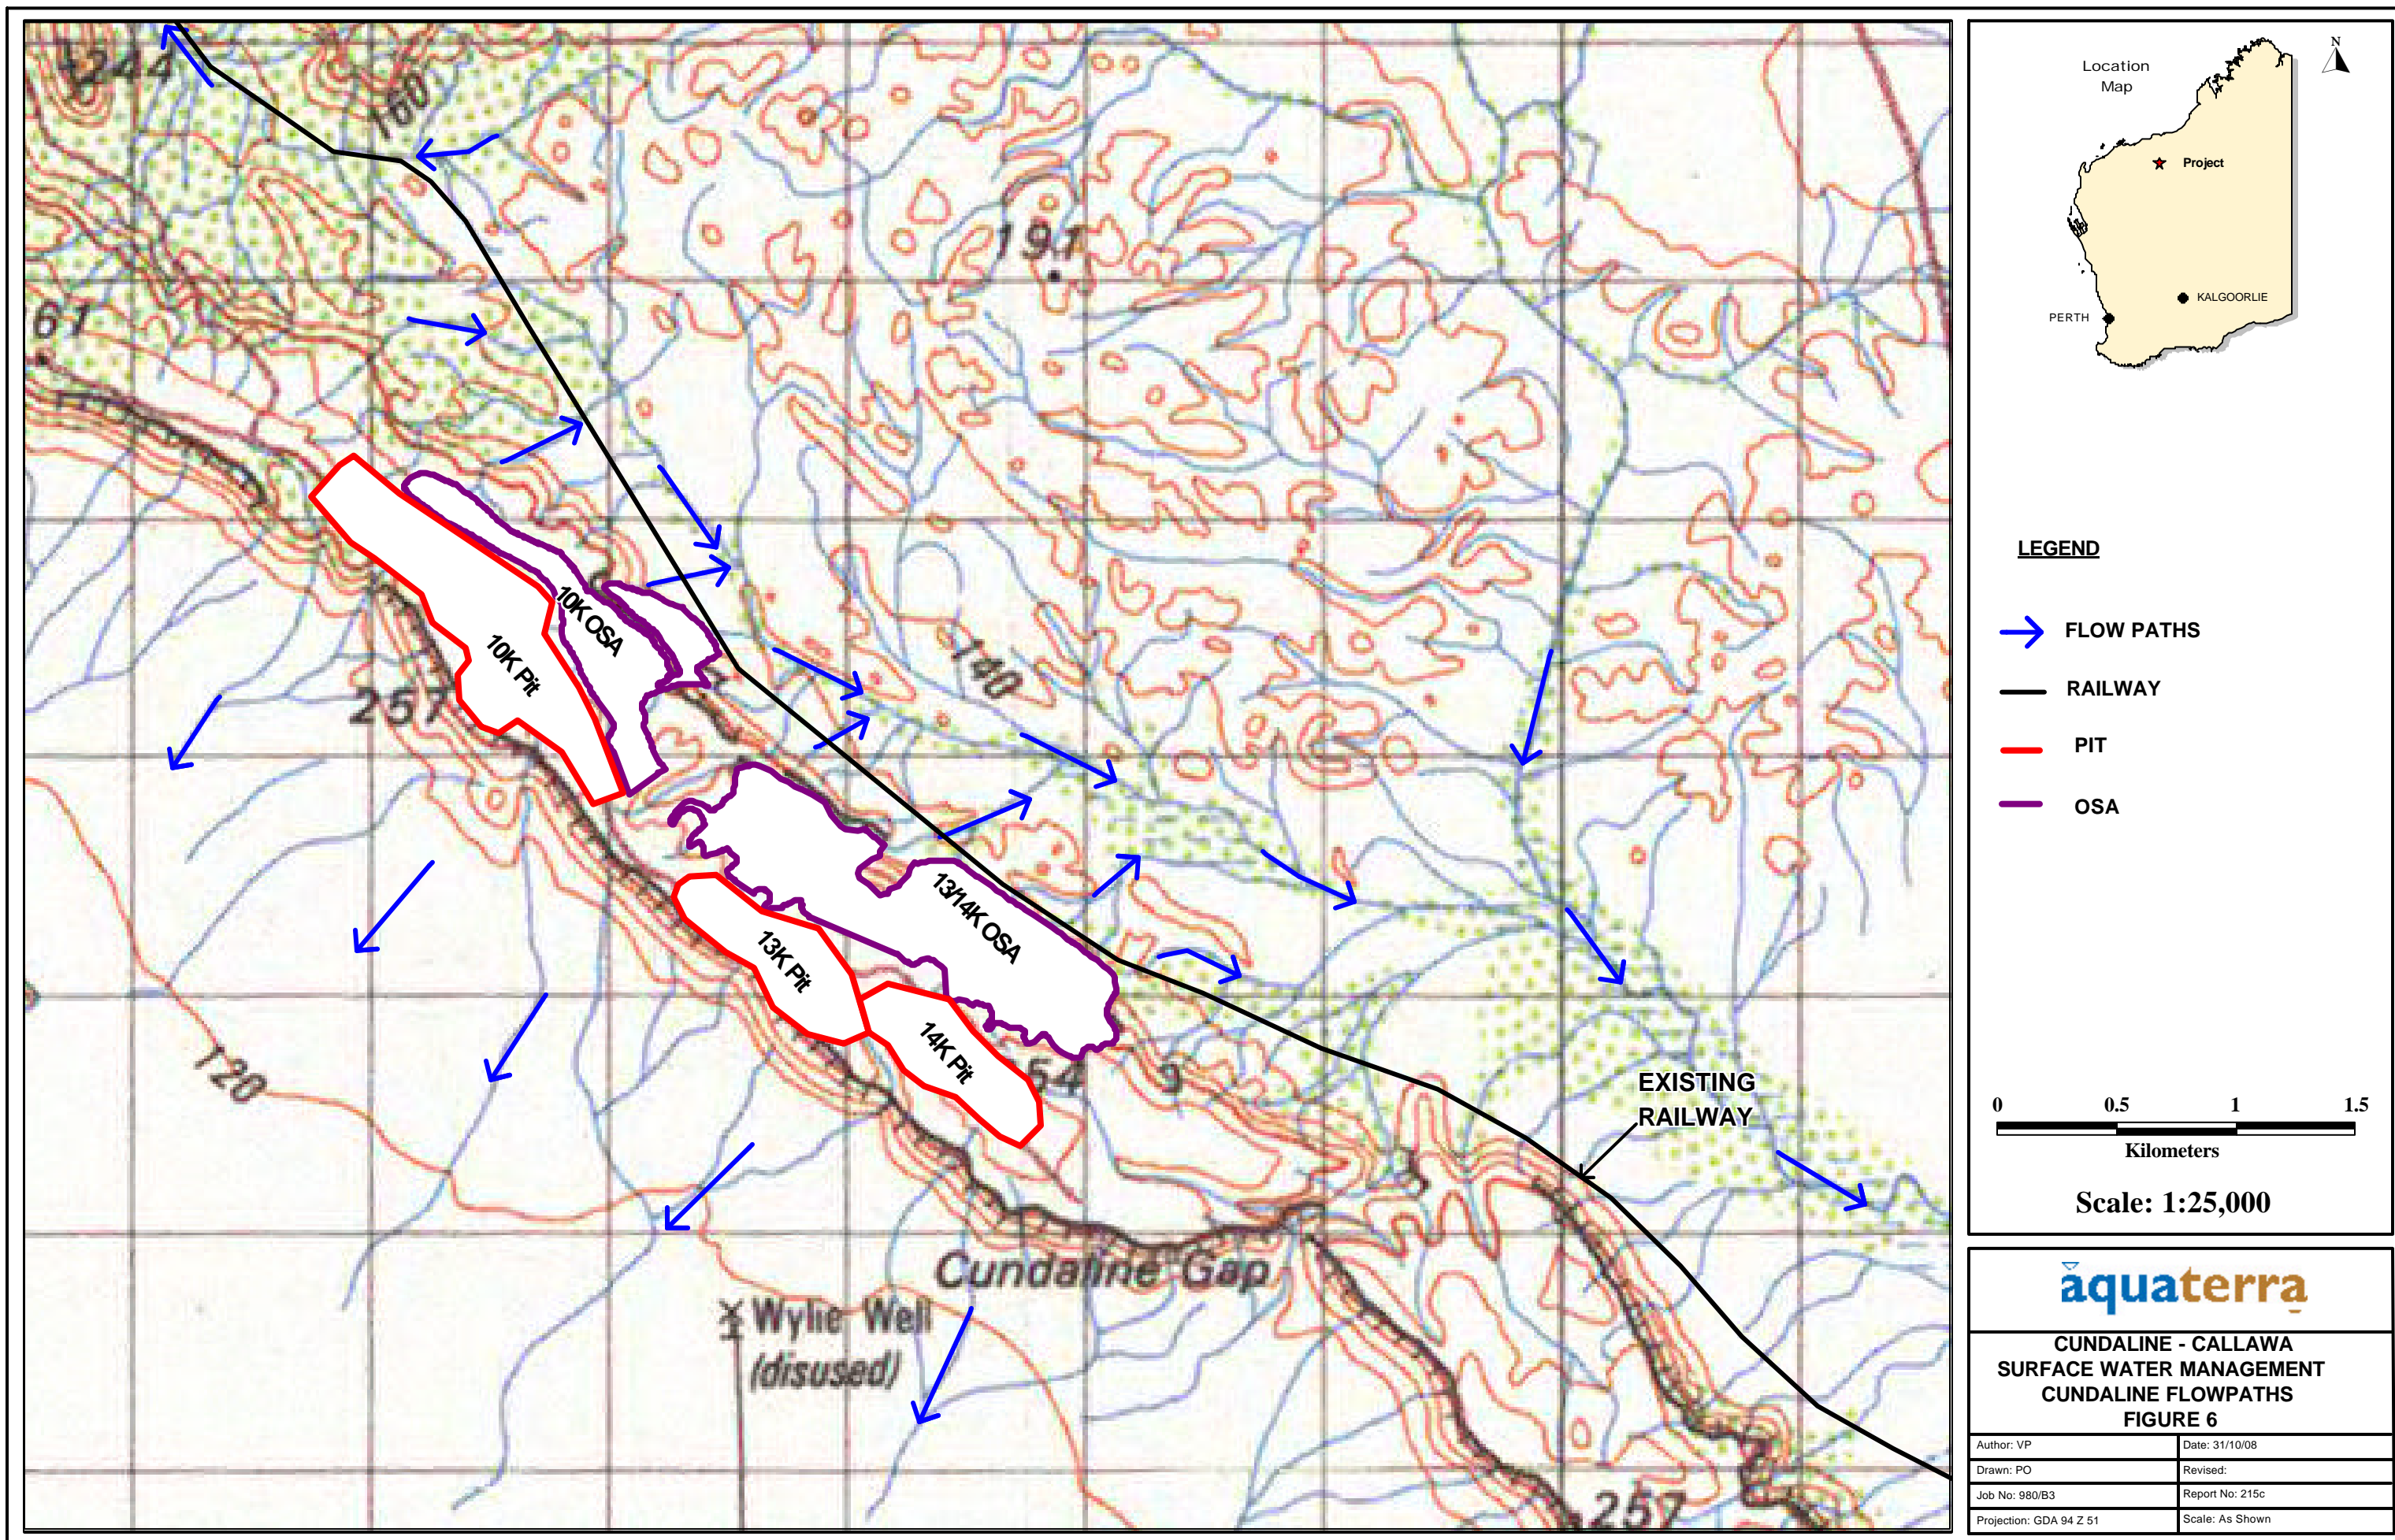 1244
160
191
61
10K OSA
10K Pit
257
140
13/14K OSA
13K Pit
14K Pit
64
120
EXISTING
RAILWAY
Cundaline Gap
Wylie Well
(disused)
257
Location
Map
N
Project
KALGOORLIE
PERTH
LEGEND
FLOW PATHS
RAILWAY
PIT
OSA
0 0.5 1 1.5
Kilometers
Scale: 1:25,000
aquaterra
CUNDALINE - CALLAWA
SURFACE WATER MANAGEMENT
CUNDALINE FLOWPATHS
FIGURE 6
Author: VP Date: 31/10/08
Drawn: PO Revised:
Job No: 980/B3 Report No: 215c
Projection: GDA 94 Z 51 Scale: As Shown